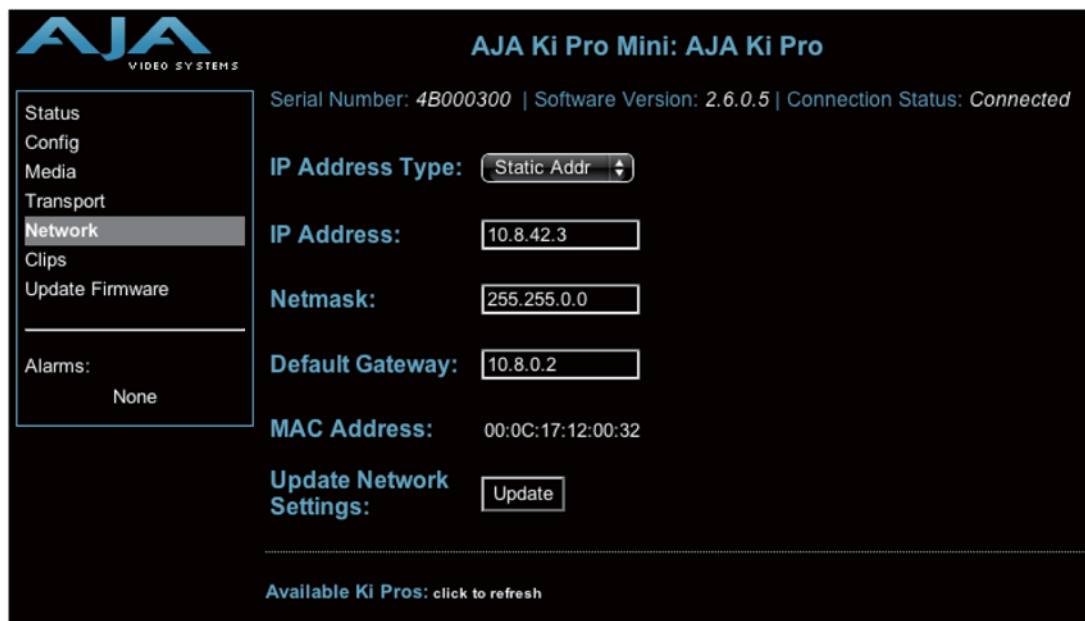 AJA
VIDEO SYSTEMS
AJA Ki Pro Mini: AJA Ki Pro
Serial Number: 4B000300 | Software Version: 2.6.0.5 | Connection Status: Connected
Status
Config
Media
Transport
Network
Clips
Update Firmware
Alarms:
None
IP Address Type: Static Addr
IP Address: 10.8.42.3
Netmask: 255.255.0.0
Default Gateway: 10.8.0.2
MAC Address: 00:0C:17:12:00:32
Update Network
Settings: Update
Available Ki Pros: click to refresh